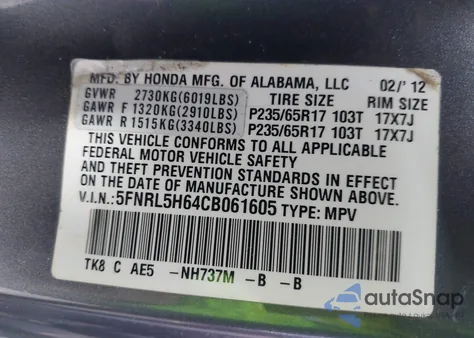 MFD. BY HONDA MFG. OF ALABAMA, LLC 02/'12
GVWR 2730KG(6019LBS) TIRE SIZE RIM SIZE
GAWR F 1320KG(2910LBS) P235/65R17 103T 17X7J
GAWR R 1515KG(3340LBS) P235/65R17 103T 17X7J
THIS VEHICLE CONFORMS TO ALL APPLICABLE
FEDERAL MOTOR VEHICLE SAFETY
AND THEFT PREVENTION STANDARDS IN EFFECT
ON THE DATE OF MANUFACTURE SHOWN ABOVE.
V.I.N.: 5FNRL5H64CB061605 TYPE: MPV
TK8 C AE5 -NH737M -B -B
autoSnap